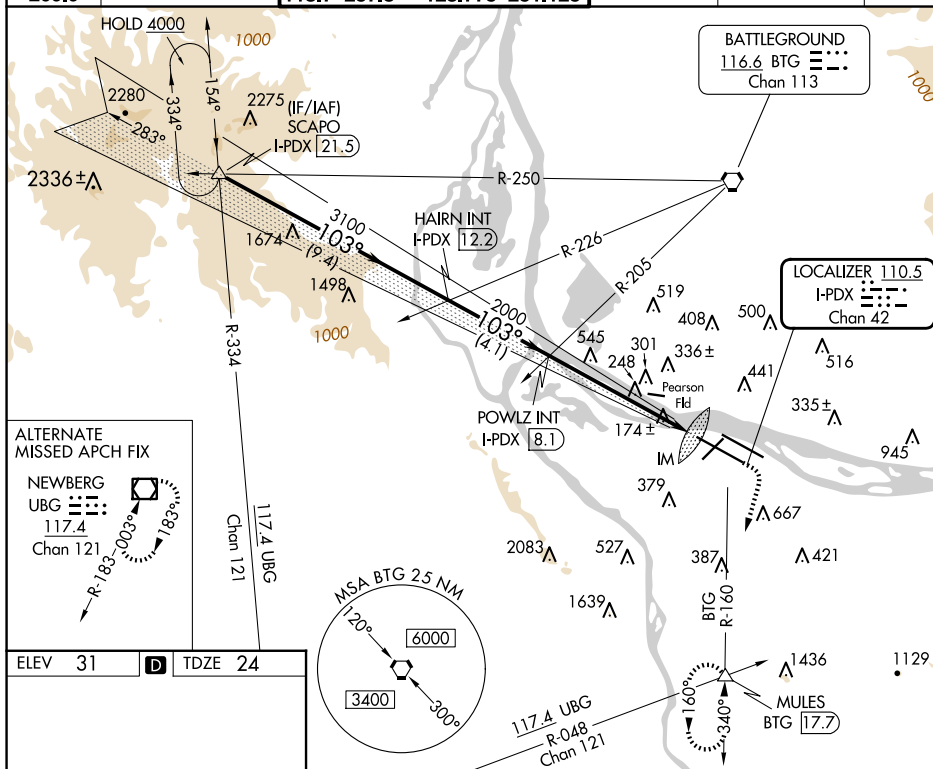 HOLD 4000
1000
BATTLEGROUND
116.6 BTG
Chan 113
1000
154°
334°
2280
283°
2275
(IF/IAF)
SCAPO
I-PDX 21.5
2336±
R-250
3100
103°
(9.4)
HAIRN INT
I-PDX 12.2
R-226
R-205
1674
1498
1000
LOCALIZER 110.5
I-PDX
Chan 42
2000
103°
(4.1)
519
408
500
545
301
248
336±
516
441
Pearson
Fld
R-334
POWLZ INT
I-PDX 8.1
174±
335±
945
IM
ALTERNATE
MISSED APCH FIX
NEWBERG
UBG
117.4
Chan 121
R-183
003°
183°
379
667
117.4 UBG
Chan 121
2083
527
387
421
1639
BTG
R-160
MSA BTG 25 NM
120°
6000
3400
300°
ELEV 31
D
TDZE 24
1436
1129
160°
340°
MULES
BTG 17.7
117.4 UBG
R-048
Chan 121